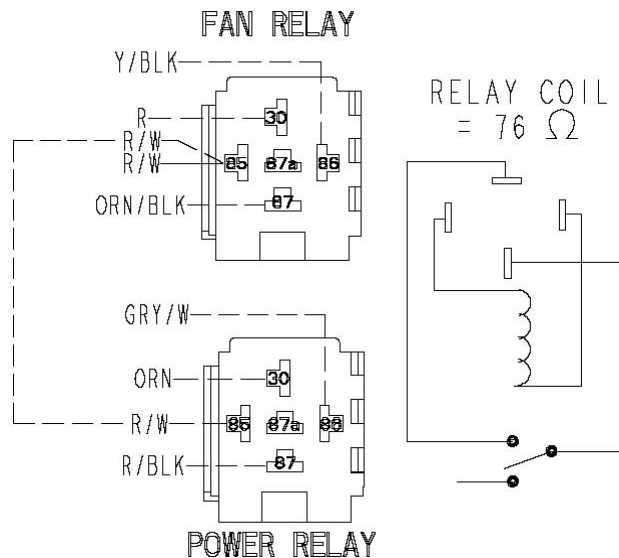 FAN RELAY
Y/BLK
R
30
R/W
R/W
85
87a
86
ORN/BLK
87
RELAY COIL
= 76 Ω
GRY/W
ORN
30
R/W
85
87a
86
R/BLK
87
POWER RELAY